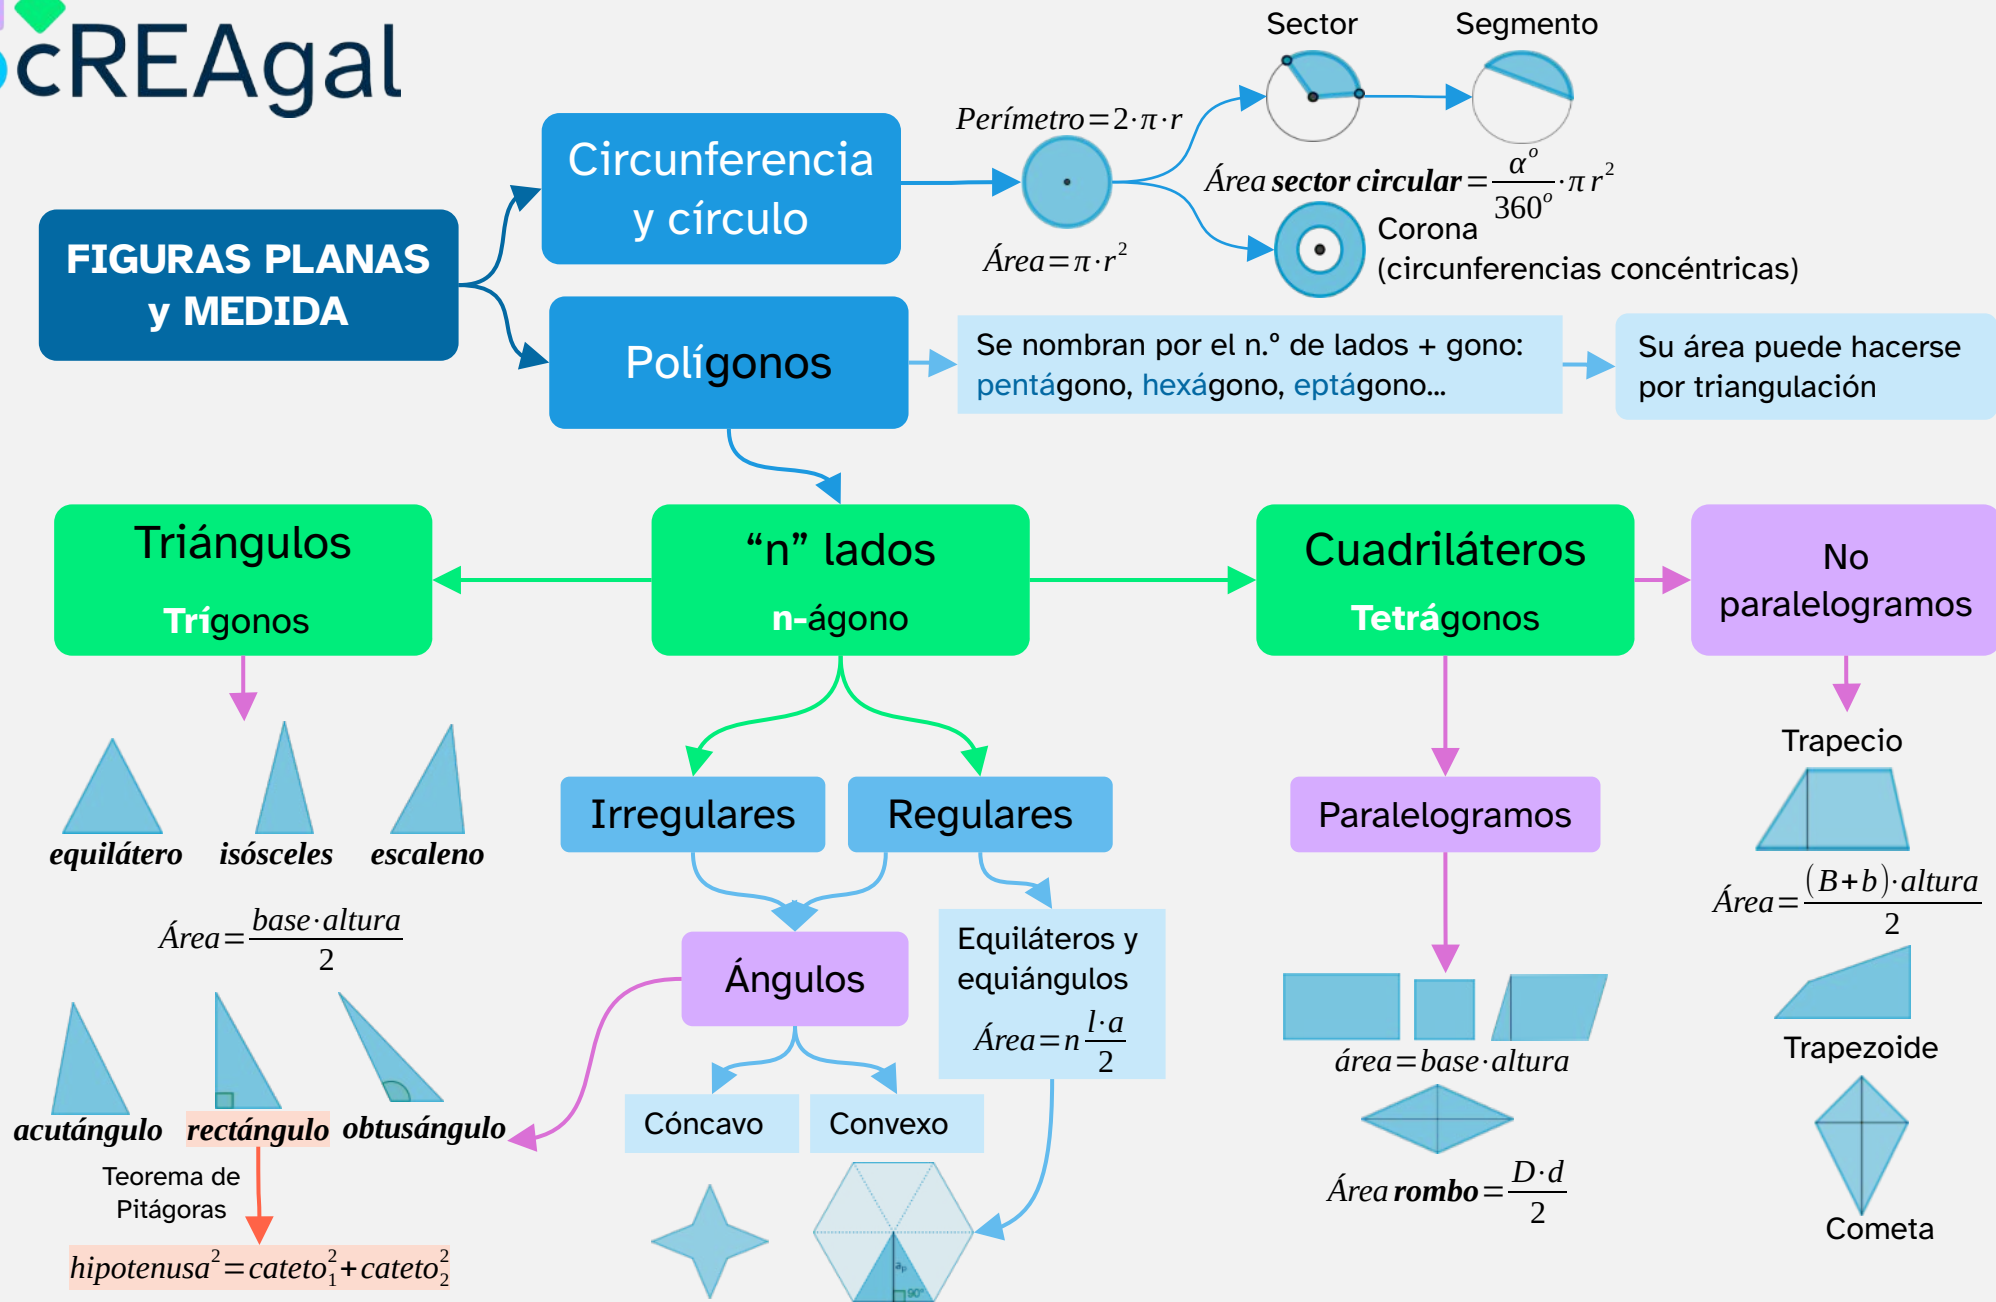 cREAgal
Sector
Segmento
Perímetro=2·π·r
Circunferencia
y círculo
Área sector circular = α° / 360° · π r²
Área=π·r²
Corona
(circunferencias concéntricas)
FIGURAS PLANAS
y MEDIDA
Polígonos
Se nombran por el n.º de lados + gono:
pentágono, hexágono, eptágono...
Su área puede hacerse
por triangulación
Triángulos
Trígonos
“n” lados
n-ágono
Cuadriláteros
Tetrágonos
No
paralelogramos
equilátero isósceles escaleno
Área = base·altura / 2
acutángulo rectángulo obtusángulo
Teorema de
Pitágoras
hipotenusa² = cateto₁² + cateto₂²
Irregulares
Regulares
Ángulos
Equiláteros y
equiángulos
Área = n l·a / 2
Cóncavo
Convexo
aₚ
90°
Paralelogramos
área=base·altura
Área rombo = D·d / 2
Trapecio
Área = (B+b)·altura / 2
Trapezoide
Cometa